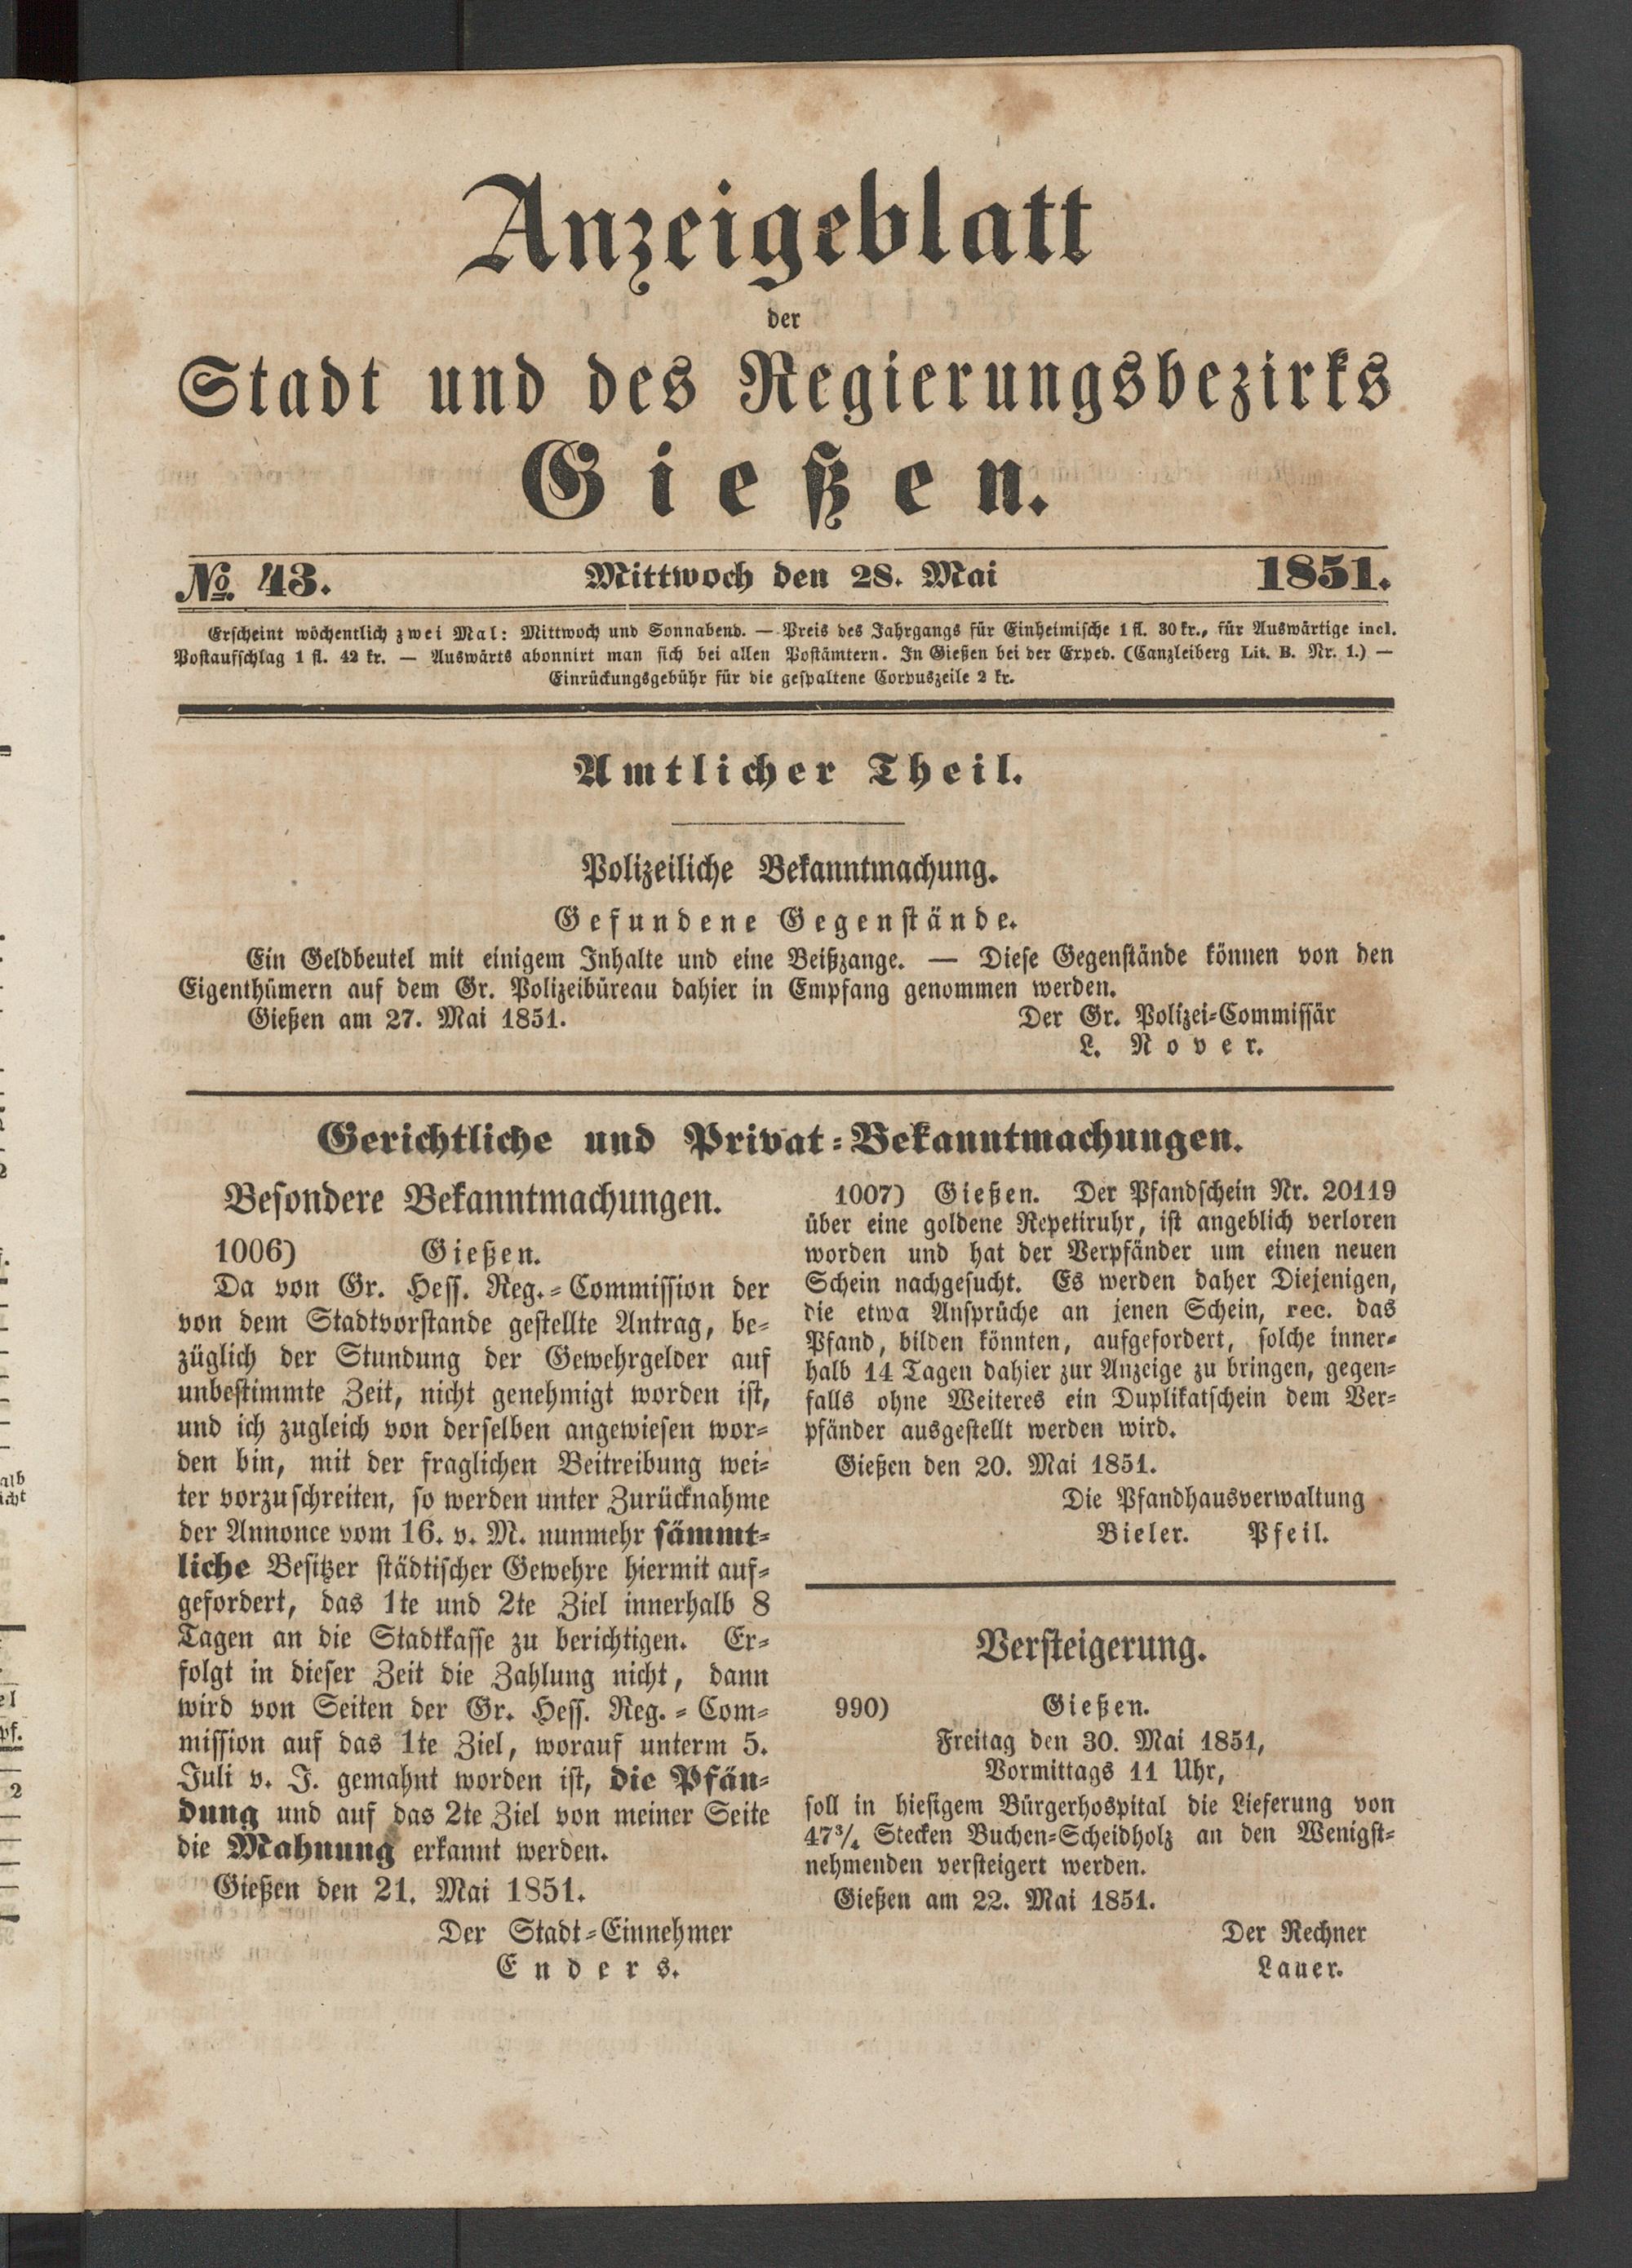 Anzeigeblatt
der
Stadt und des Regierungsbezirks
Gießen.
№. 43. Mittwoch den 28. Mai 1851.
Erscheint wöchentlich zwei Mal: Mittwoch und Sonnabend. — Preis des Jahrgangs für Einheimische 1 fl. 30 kr., für Auswärtige incl.
Postaufschlag 1 fl. 42 kr. — Auswärts abonnirt man sich bei allen Postämtern. In Gießen bei der Exped. (Canzleiberg Lit. B. Nr. 1.) —
Einrückungsgebühr für die gespaltene Corpuszeile 2 kr.
Amtlicher Theil.
Polizeiliche Bekanntmachung.
Gefundene Gegenstände.
Ein Geldbeutel mit einigem Inhalte und eine Beißzange. — Diese Gegenstände können von den
Eigenthümern auf dem Gr. Polizeibüreau dahier in Empfang genommen werden.
Gießen am 27. Mai 1851. Der Gr. Polizei-Commissär
L. Nover.
Gerichtliche und Privat-Bekanntmachungen.
Besondere Bekanntmachungen.
1006) Gießen.
Da von Gr. Hess. Reg.-Commission der
von dem Stadtvorstande gestellte Antrag, be-
züglich der Stundung der Gewehrgelder auf
unbestimmte Zeit, nicht genehmigt worden ist,
und ich zugleich von derselben angewiesen wor-
den bin, mit der fraglichen Beitreibung wei-
ter vorzuschreiten, so werden unter Zurücknahme
der Annonce vom 16. v. M. nunmehr sämmt-
liche Besitzer städtischer Gewehre hiermit auf-
gefordert, das 1te und 2te Ziel innerhalb 8
Tagen an die Stadtkasse zu berichtigen. Er-
folgt in dieser Zeit die Zahlung nicht, dann
wird von Seiten der Gr. Hess. Reg.-Com-
mission auf das 1te Ziel, worauf unterm 5.
Juli v. J. gemahnt worden ist, die Pfän-
dung und auf das 2te Ziel von meiner Seite
die Mahnung erkannt werden.
Gießen den 21. Mai 1851.
Der Stadt-Einnehmer
Enders.
1007) Gießen. Der Pfandschein Nr. 20119
über eine goldene Repetiruhr, ist angeblich verloren
worden und hat der Verpfänder um einen neuen
Schein nachgesucht. Es werden daher Diejenigen,
die etwa Ansprüche an jenen Schein, rec. das
Pfand, bilden könnten, aufgefordert, solche inner-
halb 14 Tagen dahier zur Anzeige zu bringen, gegen-
falls ohne Weiteres ein Duplikatschein dem Ver-
pfänder ausgestellt werden wird.
Gießen den 20. Mai 1851.
Die Pfandhausverwaltung
Bieler. Pfeil.
Versteigerung.
990) Gießen.
Freitag den 30. Mai 1851,
Vormittags 11 Uhr,
soll in hiesigem Bürgerhospital die Lieferung von
47¾ Stecken Buchen-Scheidholz an den Wenigst-
nehmenden versteigert werden.
Gießen am 22. Mai 1851.
Der Rechner
Lauer.